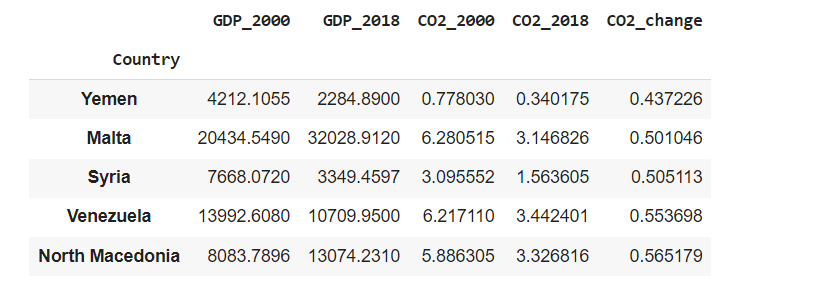 GDP_2000 GDP_2018 CO2_2000 CO2_2018 CO2_change
Country
Yemen 4212.1055 2284.8900 0.778030 0.340175 0.437226
Malta 20434.5490 32028.9120 6.280515 3.146826 0.501046
Syria 7668.0720 3349.4597 3.095552 1.563605 0.505113
Venezuela 13992.6080 10709.9500 6.217110 3.442401 0.553698
North Macedonia 8083.7896 13074.2310 5.886305 3.326816 0.565179